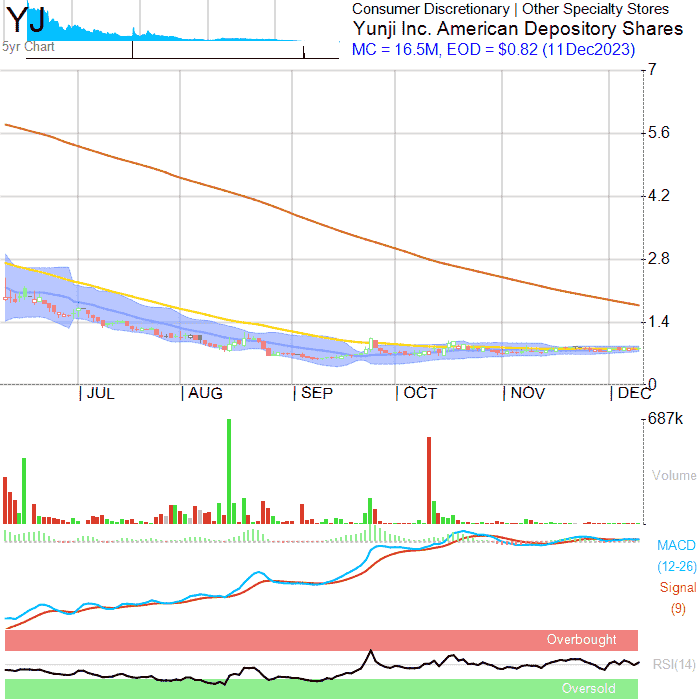 YJ
5yr Chart
Consumer Discretionary | Other Specialty Stores
Yunji Inc. American Depository Shares
MC = 16.5M, EOD = $0.82 (11Dec2023)
7
5.6
4.2
2.8
1.4
0
JUL AUG SEP OCT NOV DEC
687k
Volume
MACD
(12-26)
Signal
(9)
Overbought
RSI(14)
Oversold